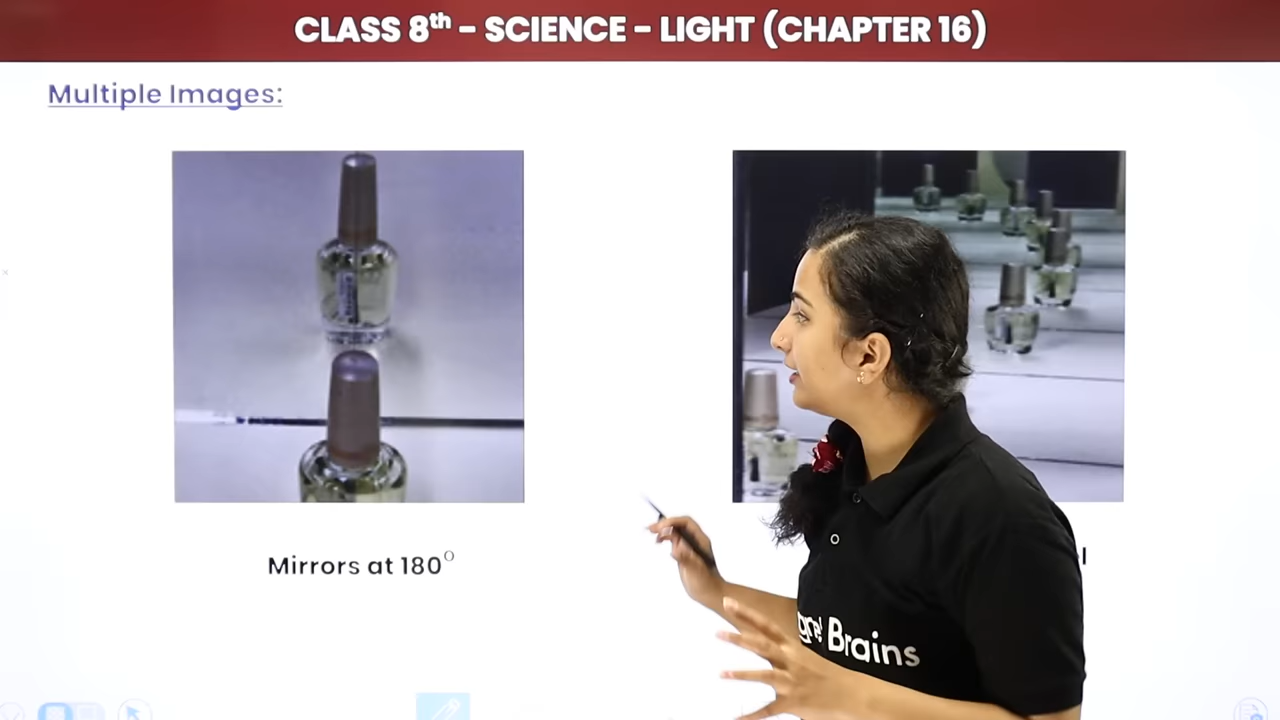 CLASS 8th - SCIENCE - LIGHT (CHAPTER 16)
Multiple Images:
Mirrors at 180°
Brains